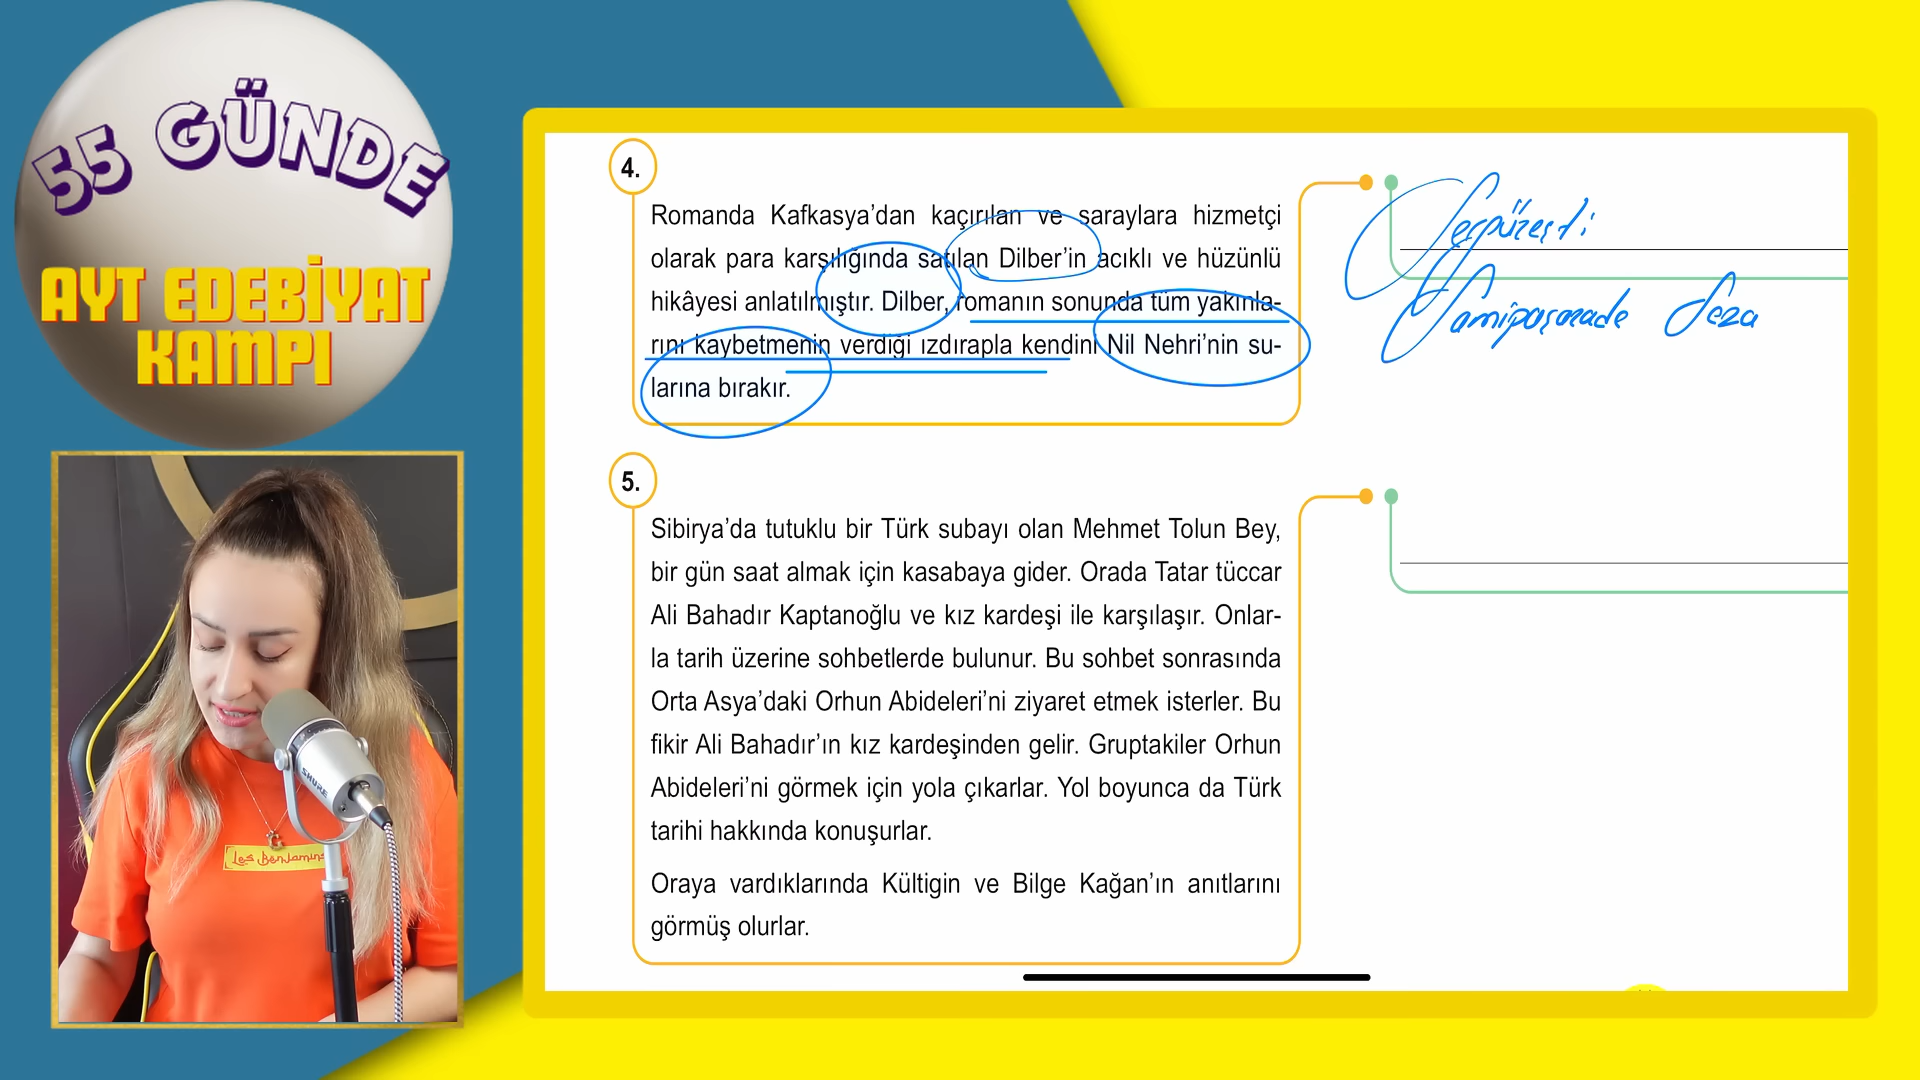 55 GÜNDE
AYT EDEBİYAT
KAMPI
4.
Romanda Kafkasya'dan kaçırılan ve saraylara hizmetçi
olarak para karşılığında satılan Dilber'in acıklı ve hüzünlü
hikâyesi anlatılmıştır. Dilber, romanın sonunda tüm yakınla-
rını kaybetmenin verdiği ızdırapla kendini Nil Nehri'nin su-
larına bırakır.
Sergüzeşt:
Samipaşazade Seza
5.
Sibirya'da tutuklu bir Türk subayı olan Mehmet Tolun Bey,
bir gün saat almak için kasabaya gider. Orada Tatar tüccar
Ali Bahadır Kaptanoğlu ve kız kardeşi ile karşılaşır. Onlar-
la tarih üzerine sohbetlerde bulunur. Bu sohbet sonrasında
Orta Asya'daki Orhun Abideleri'ni ziyaret etmek isterler. Bu
fikir Ali Bahadır'ın kız kardeşinden gelir. Gruptakiler Orhun
Abideleri'ni görmek için yola çıkarlar. Yol boyunca da Türk
tarihi hakkında konuşurlar.
Oraya vardıklarında Kültigin ve Bilge Kağan'ın anıtlarını
görmüş olurlar.
SHURE
Les Benjamins